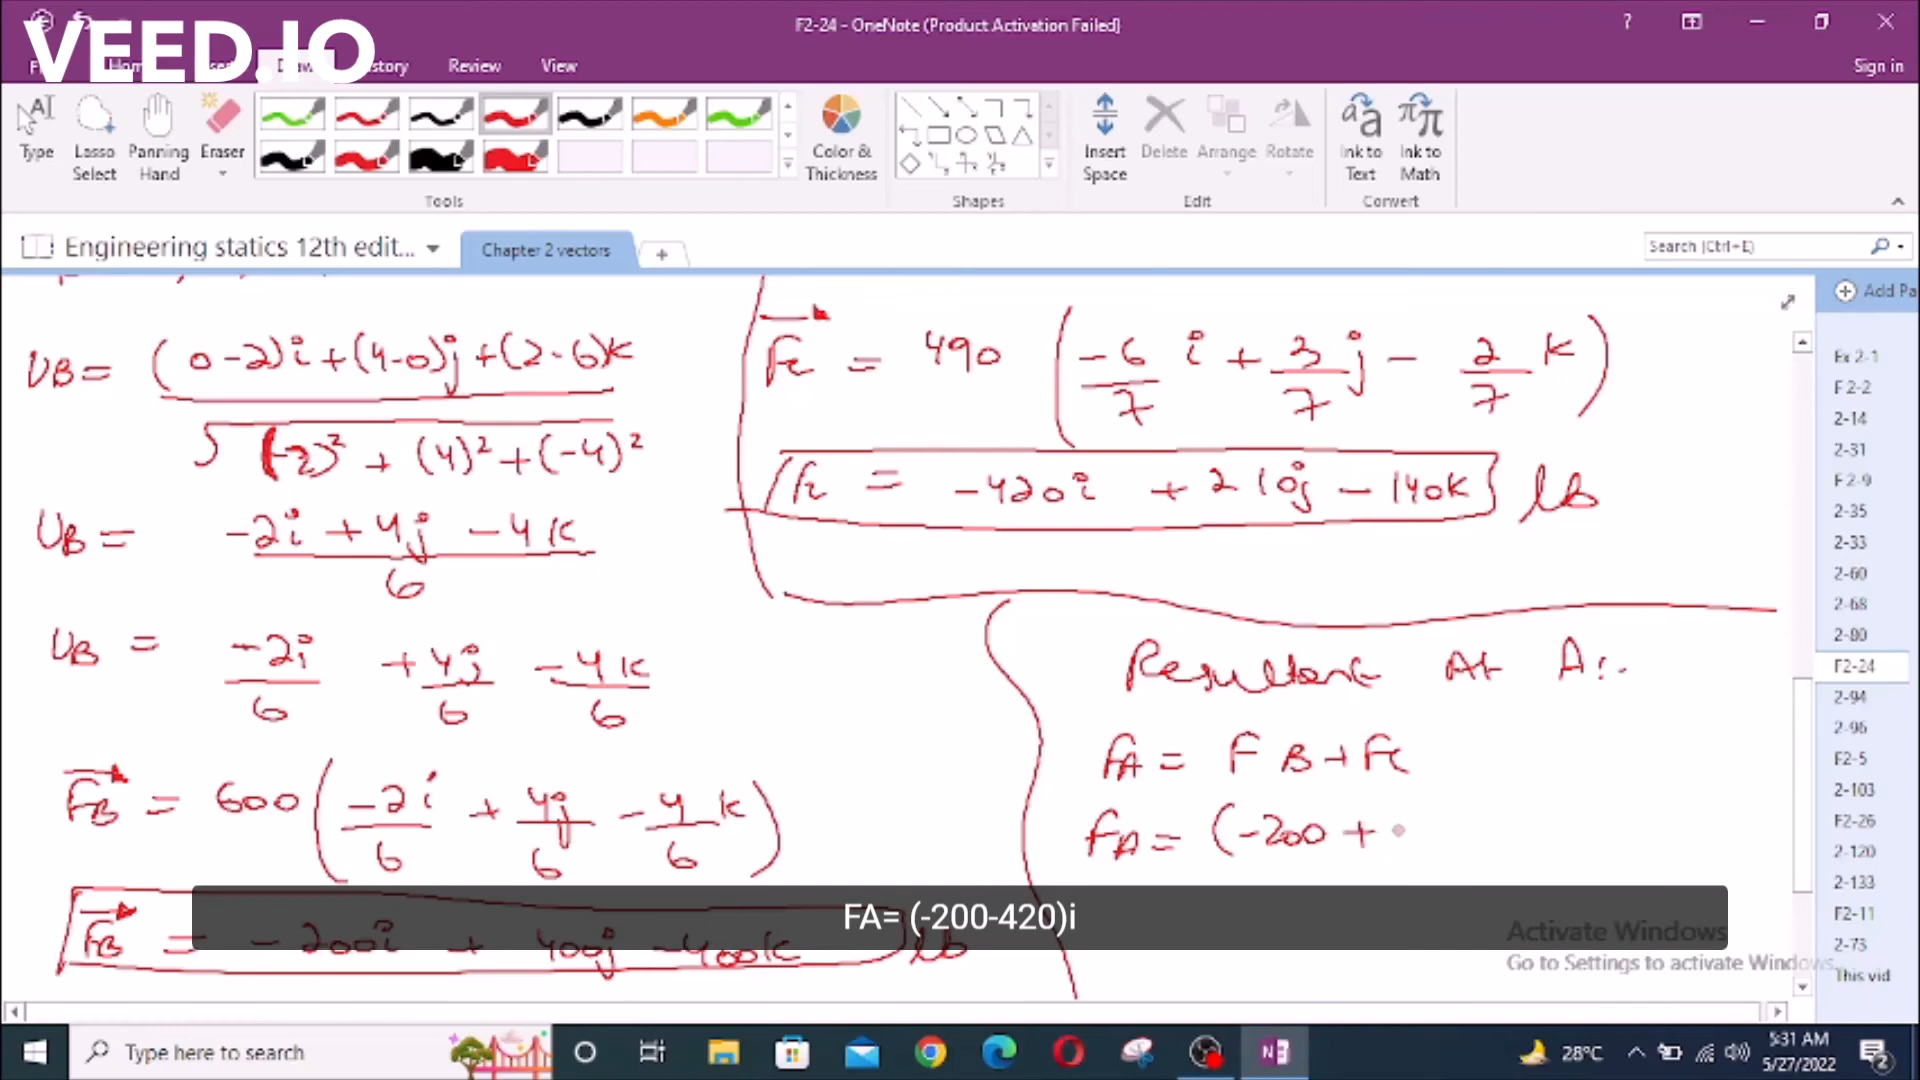 VEED.IO
F2-24 - OneNote (Product Activation Failed)
Review View
Sign in
Type
Lasso Select
Panning Hand
Eraser
Color & Thickness
Insert Space
Delete
Arrange
Rotate
Ink to Text
Ink to Math
Tools
Shapes
Edit
Convert
Engineering statics 12th edit...
Chapter 2 vectors
Search (Ctrl+E)
Add Pa
UB = (0-2)i+(4-0)j+(2-6)k
√(-2)² + (4)² + (-4)²
UB = -2i + 4j - 4k
6
UB = -2i + 4j - 4k
6 6 6
FB = 600 ( -2i + 4j - 4k )
6 6 6
FB = -200i + 400j -400k lb
Fc = 490 ( -6 i + 3 j - 2 k )
7 7 7
Fc = -420i + 210j - 140k } lb
Resultant At A:-
FA = FB + Fc
FA = (-200 +
FA= (-200-420)i
Ex 2-1
F 2-2
2-14
2-31
F 2-9
2-35
2-33
2-60
2-68
2-80
F2-24
2-94
2-96
F2-5
2-103
F2-26
2-120
2-133
F2-11
2-73
This vid
Activate Windows
Go to Settings to activate Windows.
Type here to search
28°C
5:31 AM
5/27/2022
2